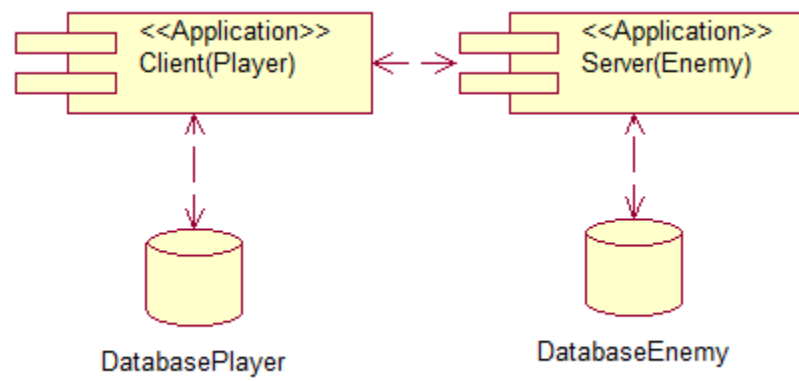 <<Application>>
Client(Player)
<<Application>>
Server(Enemy)
DatabasePlayer
DatabaseEnemy